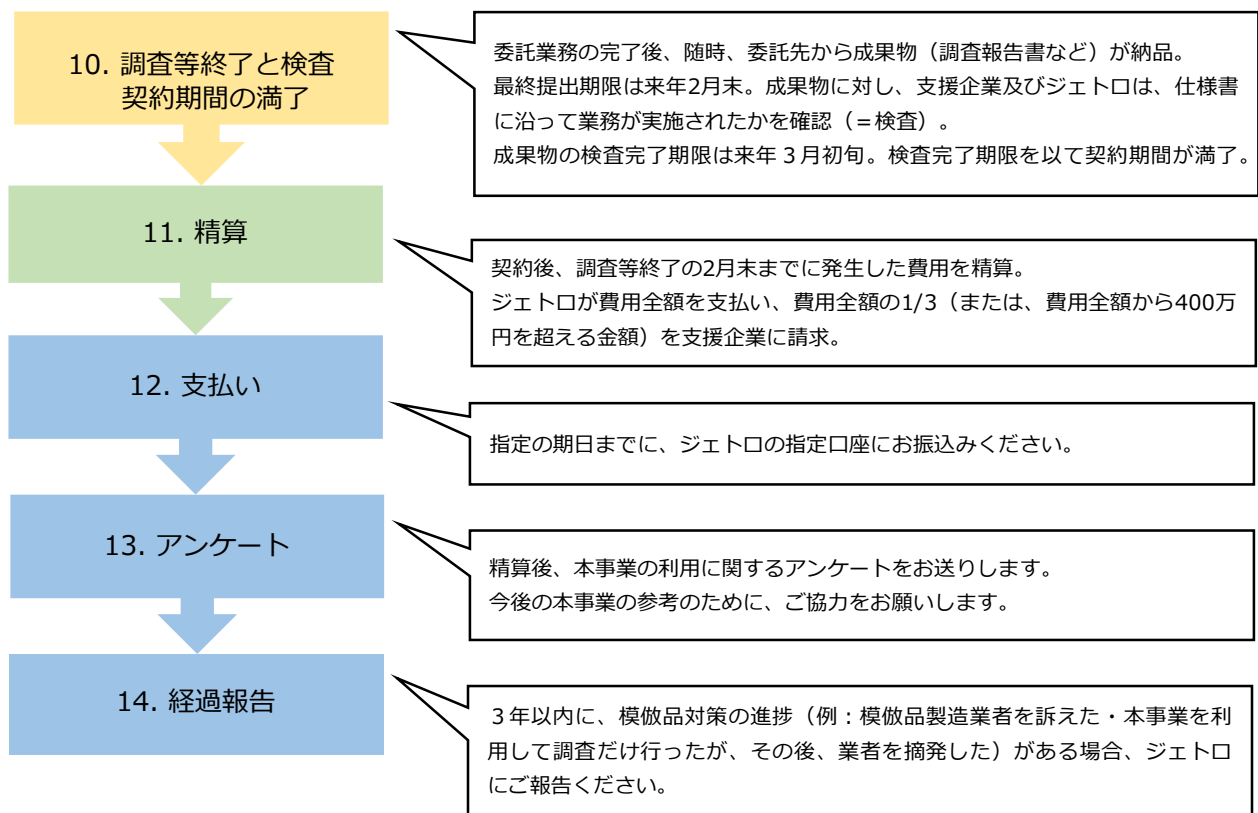 10. 調査等終了と検査
契約期間の満了
委託業務の完了後、随時、委託先から成果物（調査報告書など）が納品。
最終提出期限は来年2月末。成果物に対し、支援企業及びジェトロは、仕様書
に沿って業務が実施されたかを確認（＝検査）。
成果物の検査完了期限は来年３月初旬。検査完了期限を以て契約期間が満了。
11. 精算
契約後、調査等終了の2月末までに発生した費用を精算。
ジェトロが費用全額を支払い、費用全額の1/3（または、費用全額から400万
円を超える金額）を支援企業に請求。
12. 支払い
指定の期日までに、ジェトロの指定口座にお振込みください。
13. アンケート
精算後、本事業の利用に関するアンケートをお送りします。
今後の本事業の参考のために、ご協力をお願いします。
14. 経過報告
３年以内に、模倣品対策の進捗（例：模倣品製造業者を訴えた・本事業を利
用して調査だけ行ったが、その後、業者を摘発した）がある場合、ジェトロ
にご報告ください。